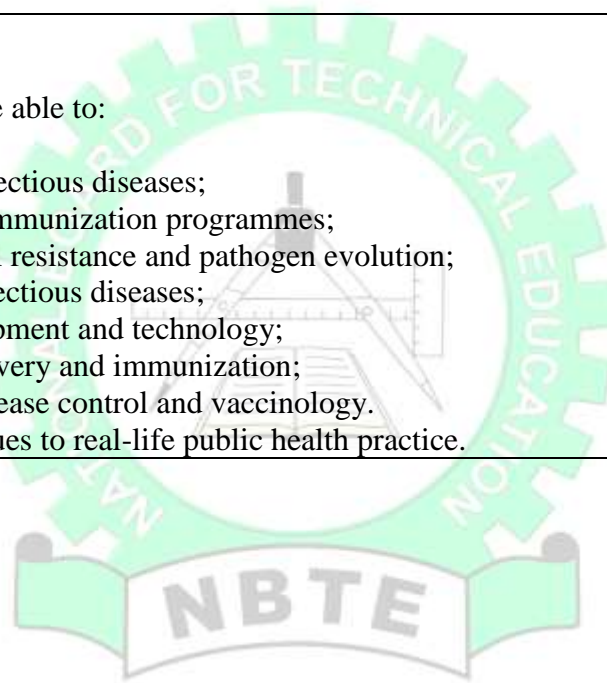 e able to:
ectious diseases;
mmunization programmes;
l resistance and pathogen evolution;
ectious diseases;
pment and technology;
very and immunization;
ease control and vaccinology.
ues to real-life public health practice.
NATIONAL BOARD FOR TECHNICAL EDUCATION
NBTE